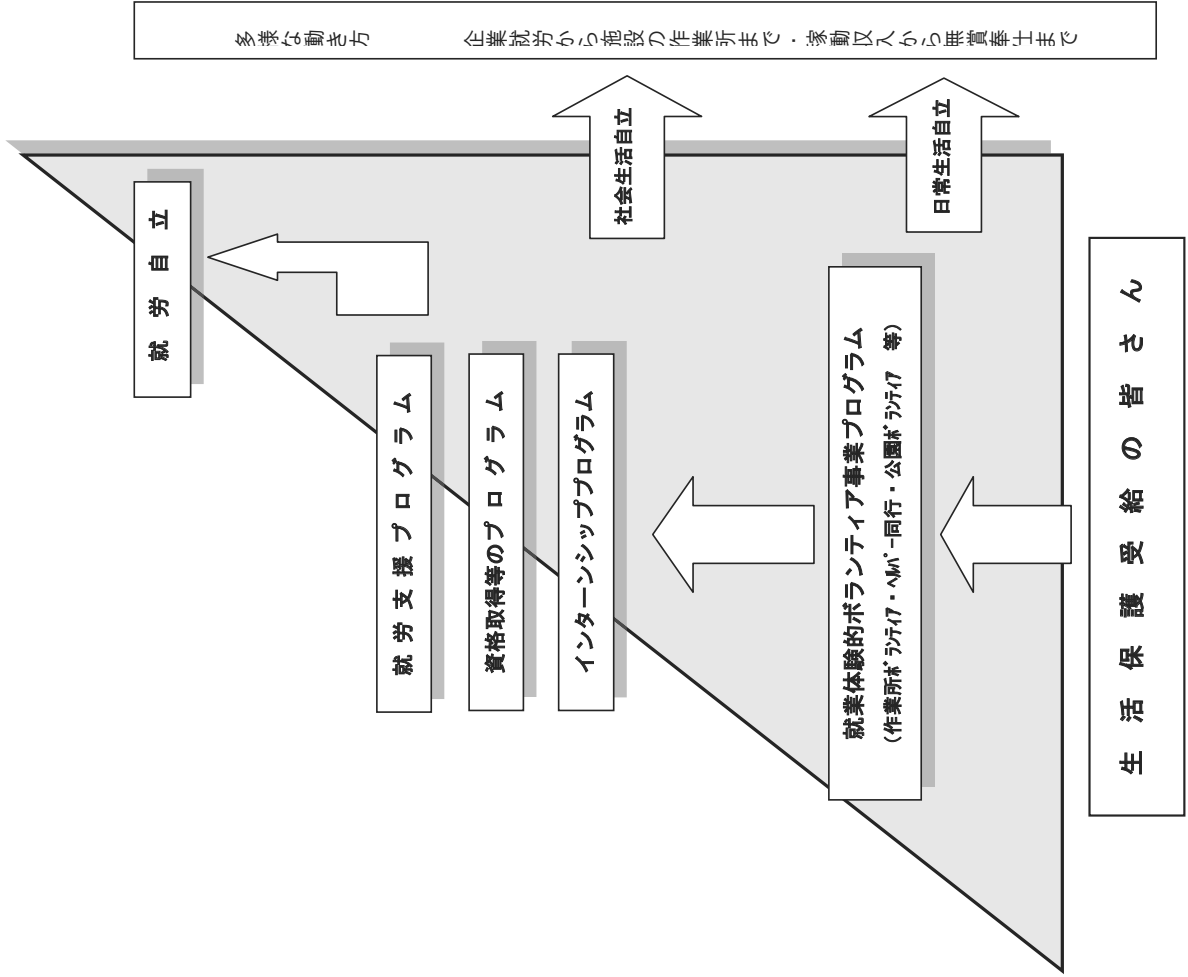 多様な働き方　企業就労から施設の作業所まで・稼働収入から無償奉仕まで
就労自立
社会生活自立
日常生活自立
就労支援プログラム
資格取得等のプログラム
インターンシッププログラム
就業体験的ボランティア事業プログラム
（作業所ﾎﾞﾗﾝﾃｨｱ・ﾍﾙﾊﾟｰ同行・公園ﾎﾞﾗﾝﾃｨｱ　等）
生活保護受給の皆さん